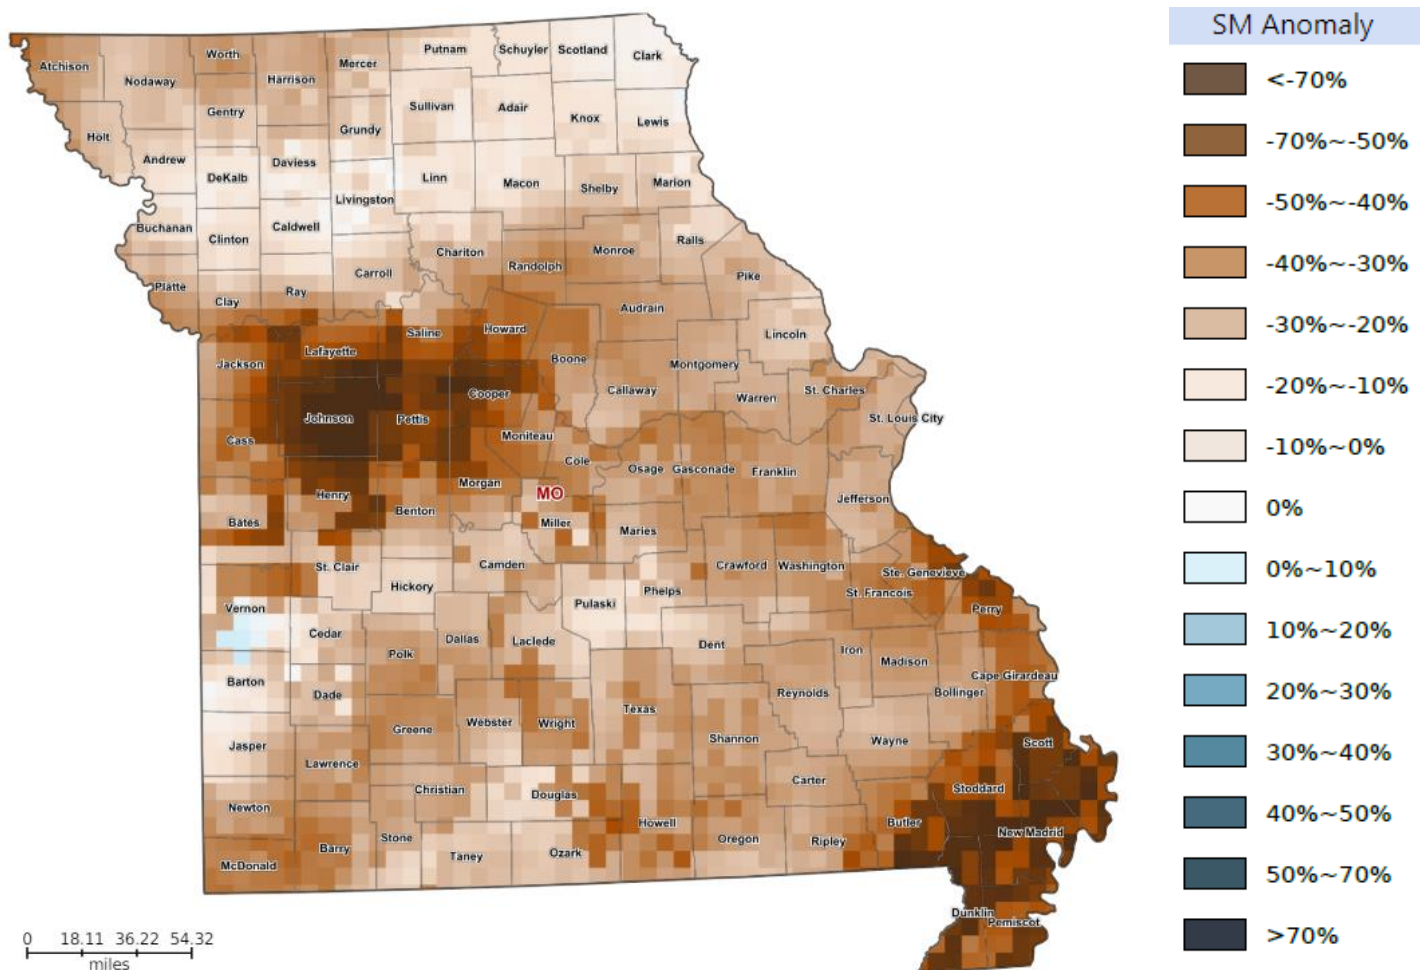 SM Anomaly
<-70%
-70%~-50%
-50%~-40%
-40%~-30%
-30%~-20%
-20%~-10%
-10%~0%
0%
0%~10%
10%~20%
20%~30%
30%~40%
40%~50%
50%~70%
>70%
Atchison
Nodaway
Worth
Harrison
Mercer
Putnam
Schuyler
Scotland
Clark
Holt
Gentry
Grundy
Sullivan
Adair
Knox
Lewis
Andrew
DeKalb
Daviess
Livingston
Linn
Macon
Shelby
Marion
Buchanan
Clinton
Caldwell
Carroll
Chariton
Randolph
Monroe
Ralls
Pike
Platte
Clay
Ray
Saline
Howard
Audrain
Lincoln
Jackson
Lafayette
Boone
Montgomery
Cooper
Callaway
Warren
St. Charles
Johnson
Pettis
St. Louis City
Cass
Moniteau
Cole
Osage
Gasconade
Franklin
Henry
Morgan
MO
Jefferson
Bates
Benton
Miller
Maries
St. Clair
Camden
Crawford
Washington
Ste. Genevieve
Hickory
Pulaski
Phelps
St. Francois
Vernon
Perry
Cedar
Dallas
Laclede
Dent
Polk
Iron
Madison
Barton
Dade
Cape Girardeau
Reynolds
Bollinger
Texas
Greene
Webster
Wright
Shannon
Wayne
Scott
Jasper
Lawrence
Carter
Christian
Douglas
Stoddard
Newton
Howell
Butler
Stone
Oregon
Ripley
New Madrid
McDonald
Barry
Taney
Ozark
Dunklin
Pemiscot
0 18.11 36.22 54.32
miles